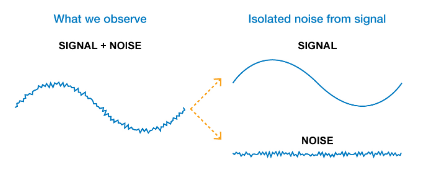 What we observe
Isolated noise from signal
SIGNAL + NOISE
SIGNAL
NOISE